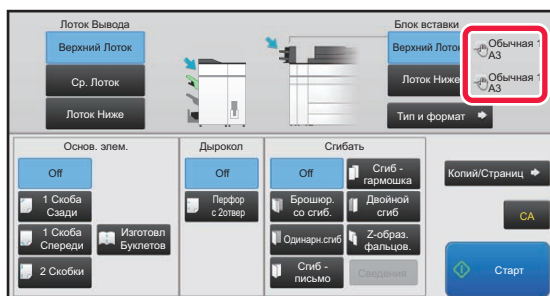 Лоток Вывода
Блок вставки
Верхний Лоток
Ср. Лоток
Лоток Ниже
Верхний Лоток
Обычная 1
A3
Лоток Ниже
Обычная 1
A3
Тип и формат
Основ. элем.
Дырокол
Сгибать
Off
1 Скоба
Сзади
1 Скоба
Спереди
Изготовл
Буклетов
2 Скобки
Off
Перфор
с 2отвер
Off
Сгиб -
гармошка
Брошюр.
со сгиб.
Двойной
сгиб
Одинарн.сгиб
Z-образ.
фальцов.
Сгиб -
письмо
Сведения
Копий/Страниц
CA
Старт